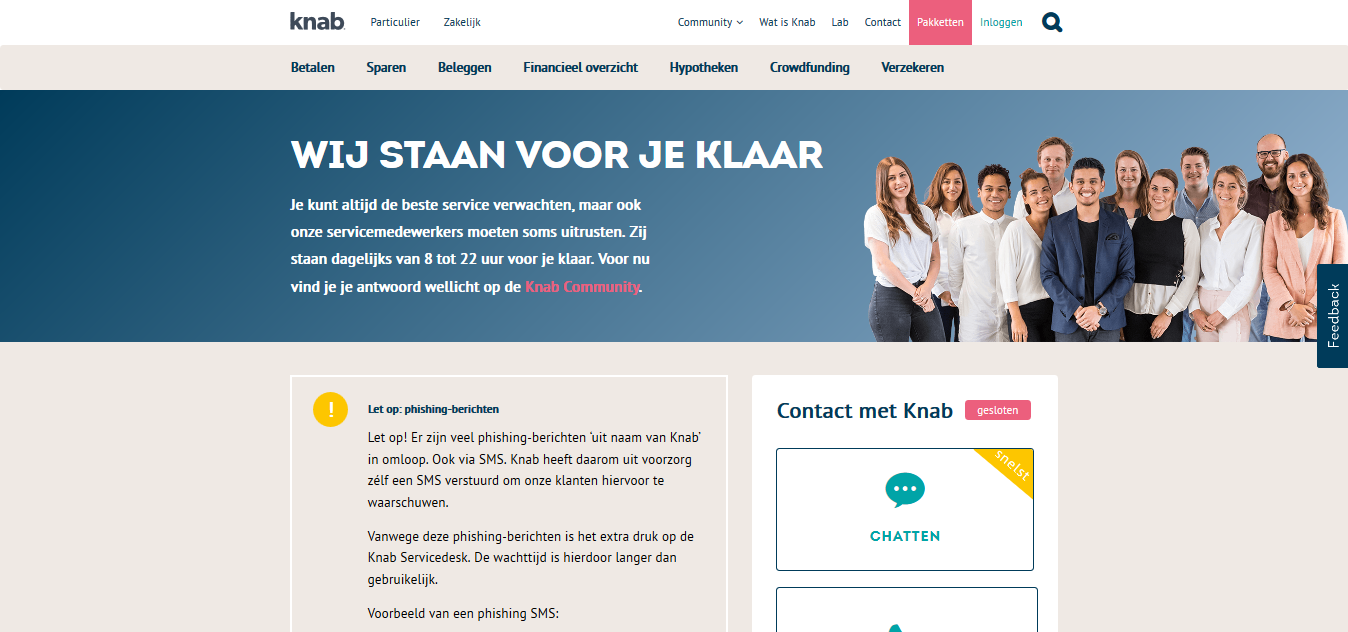 knab.
Particulier
Zakelijk
Community
Wat is Knab
Lab
Contact
Pakketten
Inloggen
Betalen
Sparen
Beleggen
Financieel overzicht
Hypotheken
Crowdfunding
Verzekeren
WIJ STAAN VOOR JE KLAAR
Je kunt altijd de beste service verwachten, maar ook
onze servicemedewerkers moeten soms uitrusten. Zij
staan dagelijks van 8 tot 22 uur voor je klaar. Voor nu
vind je je antwoord wellicht op de Knab Community.
Feedback
!
Let op: phishing-berichten
Let op! Er zijn veel phishing-berichten ‘uit naam van Knab’
in omloop. Ook via SMS. Knab heeft daarom uit voorzorg
zélf een SMS verstuurd om onze klanten hiervoor te
waarschuwen.
Vanwege deze phishing-berichten is het extra druk op de
Knab Servicedesk. De wachttijd is hierdoor langer dan
gebruikelijk.
Voorbeeld van een phishing SMS:
Contact met Knab
gesloten
snelst
CHATTEN